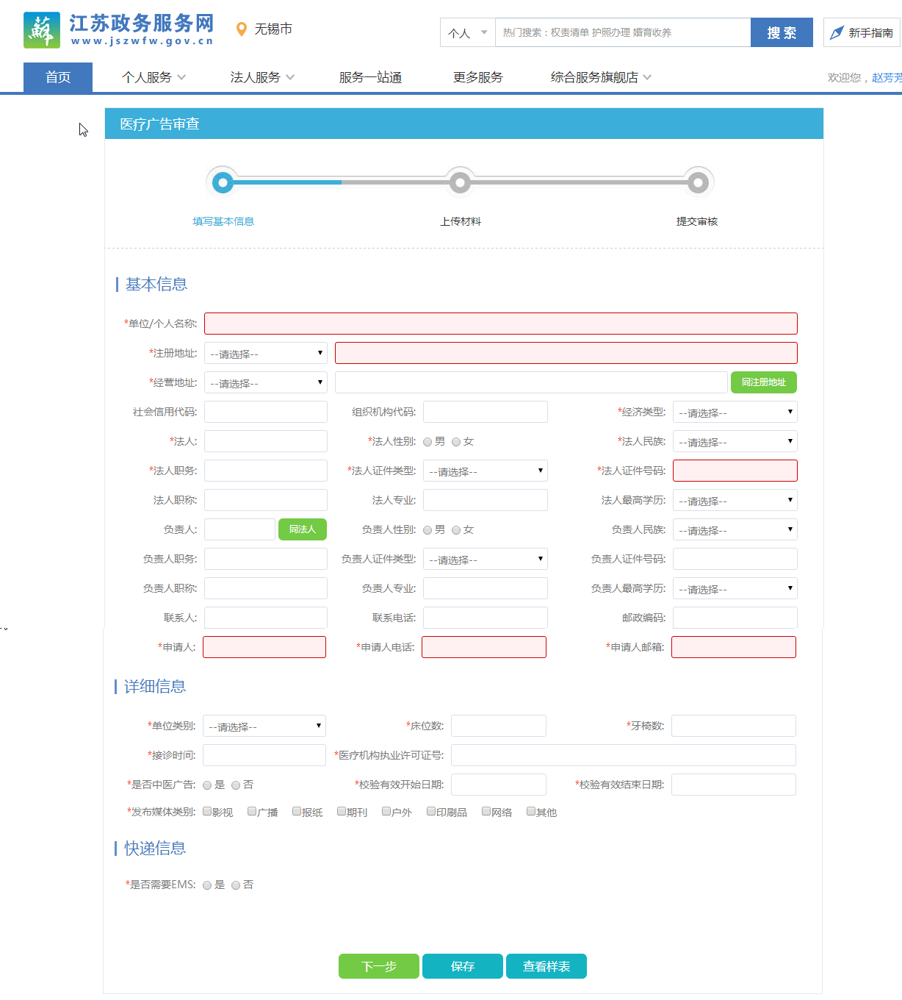 江苏政务服务网
www.jszwfw.gov.cn
无锡市
个人 热门搜索：权责清单 护照办理 婚育收养 搜 索 新手指南
首页 个人服务 法人服务 服务一站通 更多服务 综合服务旗舰店 欢迎您，赵芳芳
医疗广告审查
填写基本信息 上传材料 提交审核
基本信息
*单位/个人名称:
*注册地址: --请选择--
*经营地址: --请选择-- 同注册地址
社会信用代码: 组织机构代码: *经济类型: --请选择--
*法人: *法人性别: 男 女 *法人民族: --请选择--
*法人职务: *法人证件类型: --请选择-- *法人证件号码:
法人职称: 法人专业: 法人最高学历: --请选择--
负责人: 同法人 负责人性别: 男 女 负责人民族: --请选择--
负责人职务: 负责人证件类型: --请选择-- 负责人证件号码:
负责人职称: 负责人专业: 负责人最高学历: --请选择--
联系人: 联系电话: 邮政编码:
*申请人: *申请人电话: *申请人邮箱:
详细信息
*单位类别: --请选择-- *床位数: *牙椅数:
*接诊时间: *医疗机构执业许可证号:
*是否中医广告: 是 否 *校验有效开始日期: *校验有效结束日期:
*发布媒体类别: 影视 广播 报纸 期刊 户外 印刷品 网络 其他
快递信息
*是否需要EMS: 是 否
下一步 保存 查看样表